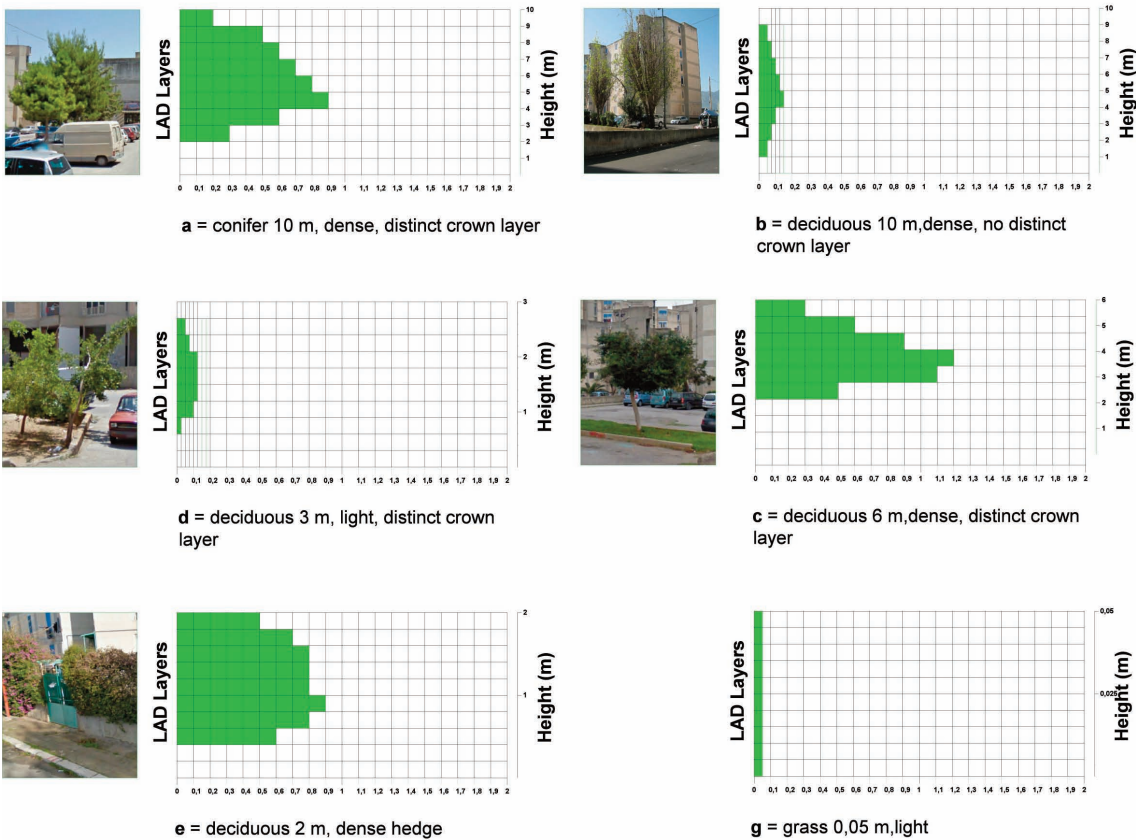 LAD Layers
10
9
8
7
6
5
4
3
2
1
Height (m)
0 0,1 0,2 0,3 0,4 0,5 0,6 0,7 0,8 0,9 1 1,1 1,2 1,3 1,4 1,5 1,6 1,7 1,8 1,9 2
a = conifer 10 m, dense, distinct crown layer
LAD Layers
10
9
8
7
6
5
4
3
2
1
Height (m)
0 0,1 0,2 0,3 0,4 0,5 0,6 0,7 0,8 0,9 1 1,1 1,2 1,3 1,4 1,5 1,6 1,7 1,8 1,9 2
b = deciduous 10 m,dense, no distinct
crown layer
LAD Layers
3
2
1
Height (m)
0 0,1 0,2 0,3 0,4 0,5 0,6 0,7 0,8 0,9 1 1,1 1,2 1,3 1,4 1,5 1,6 1,7 1,8 1,9 2
d = deciduous 3 m, light, distinct crown
layer
LAD Layers
6
5
4
3
2
1
Height (m)
0 0,1 0,2 0,3 0,4 0,5 0,6 0,7 0,8 0,9 1 1,1 1,2 1,3 1,4 1,5 1,6 1,7 1,8 1,9 2
c = deciduous 6 m,dense, distinct crown
layer
LAD Layers
2
1
Height (m)
0 0,1 0,2 0,3 0,4 0,5 0,6 0,7 0,8 0,9 1 1,1 1,2 1,3 1,4 1,5 1,6 1,7 1,8 1,9 2
e = deciduous 2 m, dense hedge
LAD Layers
0,05
0,025
Height (m)
0 0,1 0,2 0,3 0,4 0,5 0,6 0,7 0,8 0,9 1 1,1 1,2 1,3 1,4 1,5 1,6 1,7 1,8 1,9 2
g = grass 0,05 m,light